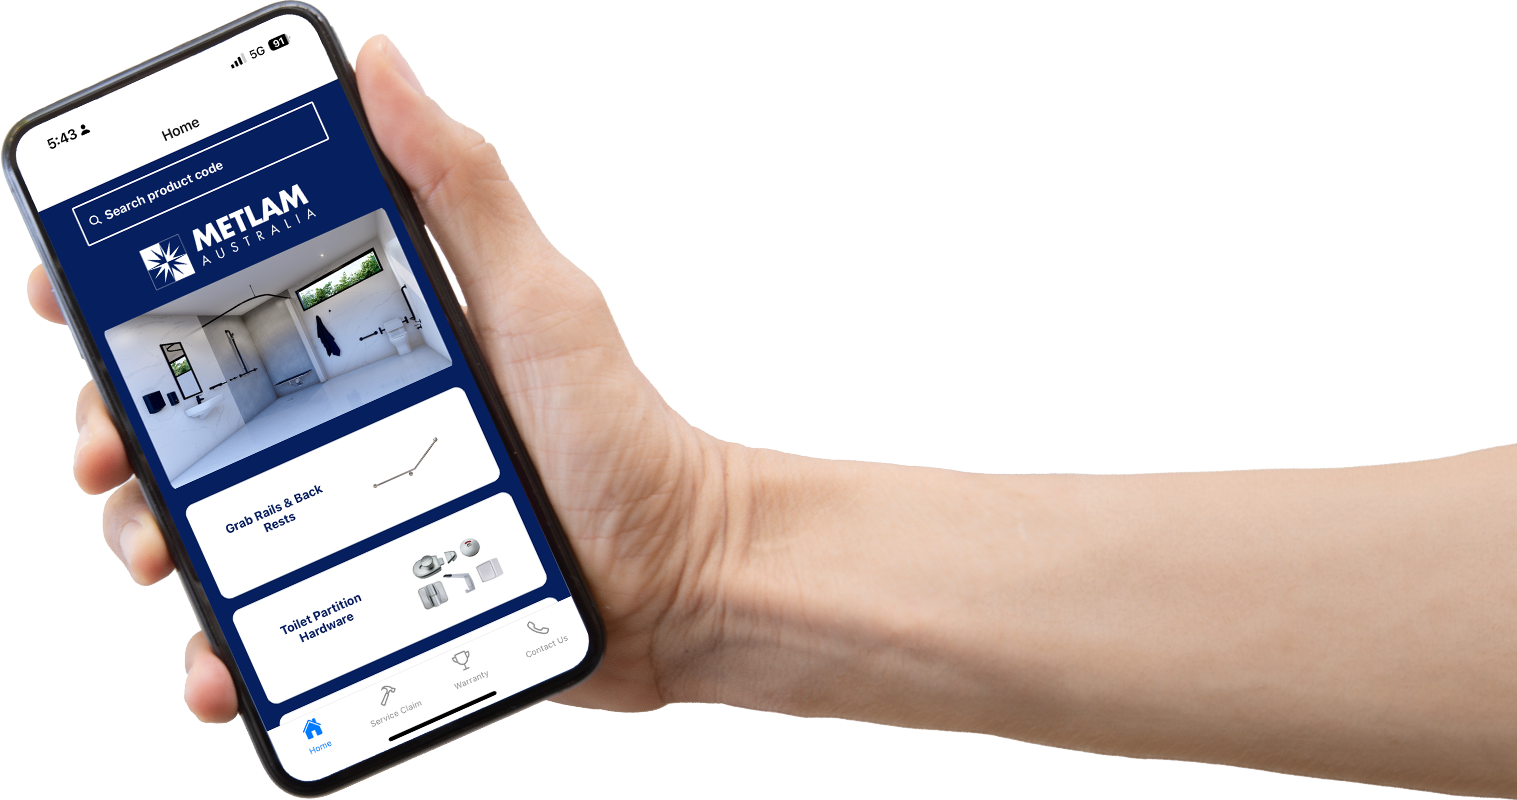 5:43
5G 91
Home
Search product code
METLAM
AUSTRALIA
Grab Rails & Back
Rests
Toilet Partition
Hardware
Home
Service Claim
Warranty
Contact Us